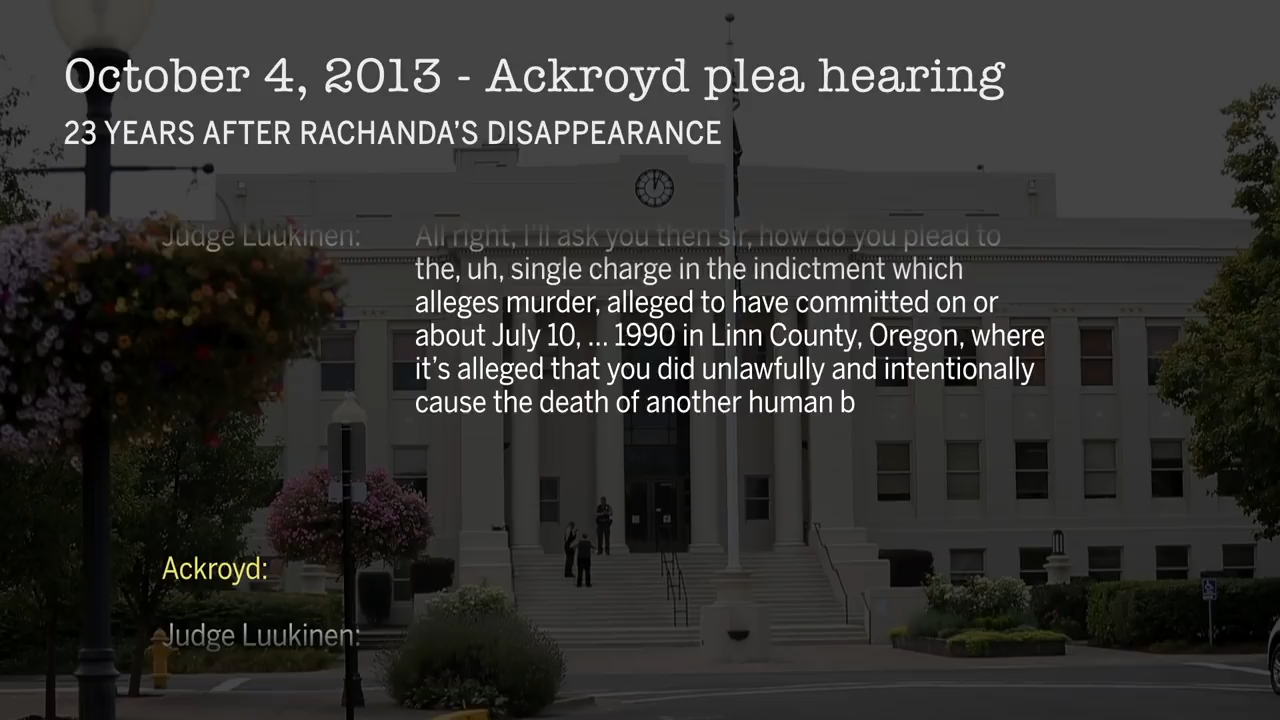 October 4, 2013 - Ackroyd plea hearing
23 YEARS AFTER RACHANDA'S DISAPPEARANCE
Judge Luukinen: All right, I'll ask you then sir, how do you plead to
the, uh, single charge in the indictment which
alleges murder, alleged to have committed on or
about July 10, ... 1990 in Linn County, Oregon, where
it's alleged that you did unlawfully and intentionally
cause the death of another human b
Ackroyd:
Judge Luukinen: